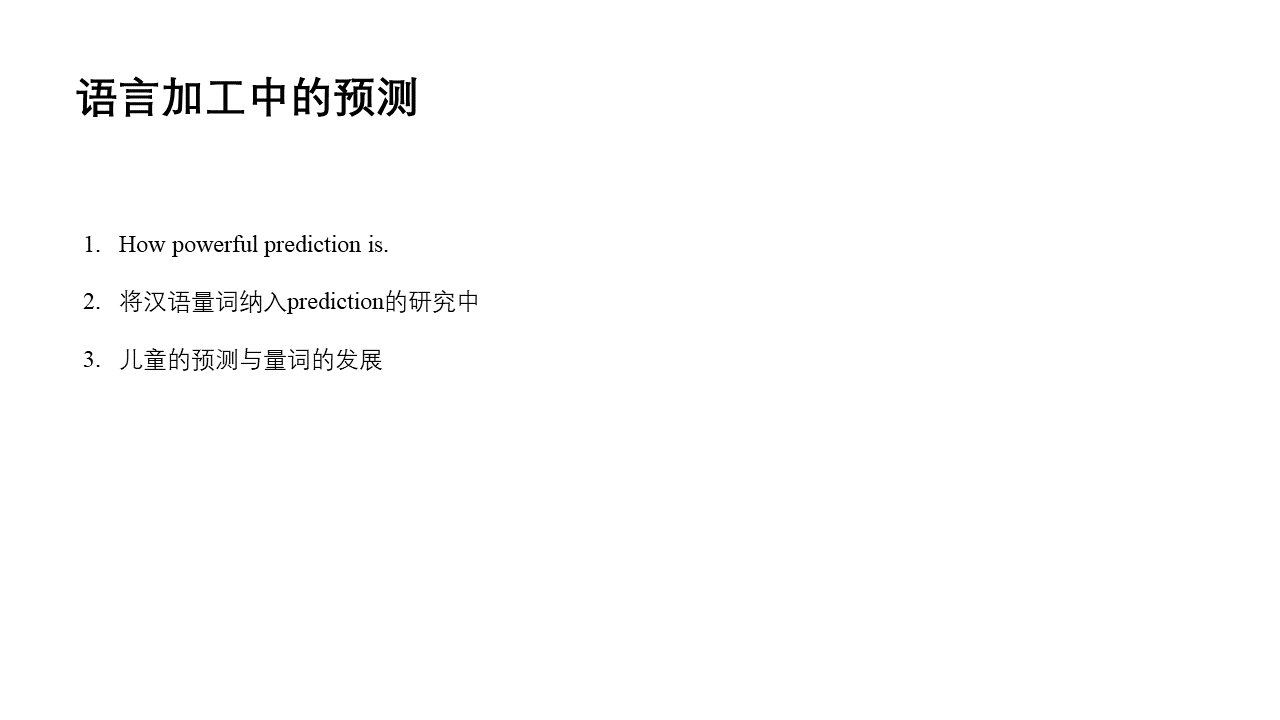 语言加工中的预测
1. How powerful prediction is.
2. 将汉语量词纳入prediction的研究中
3. 儿童的预测与量词的发展